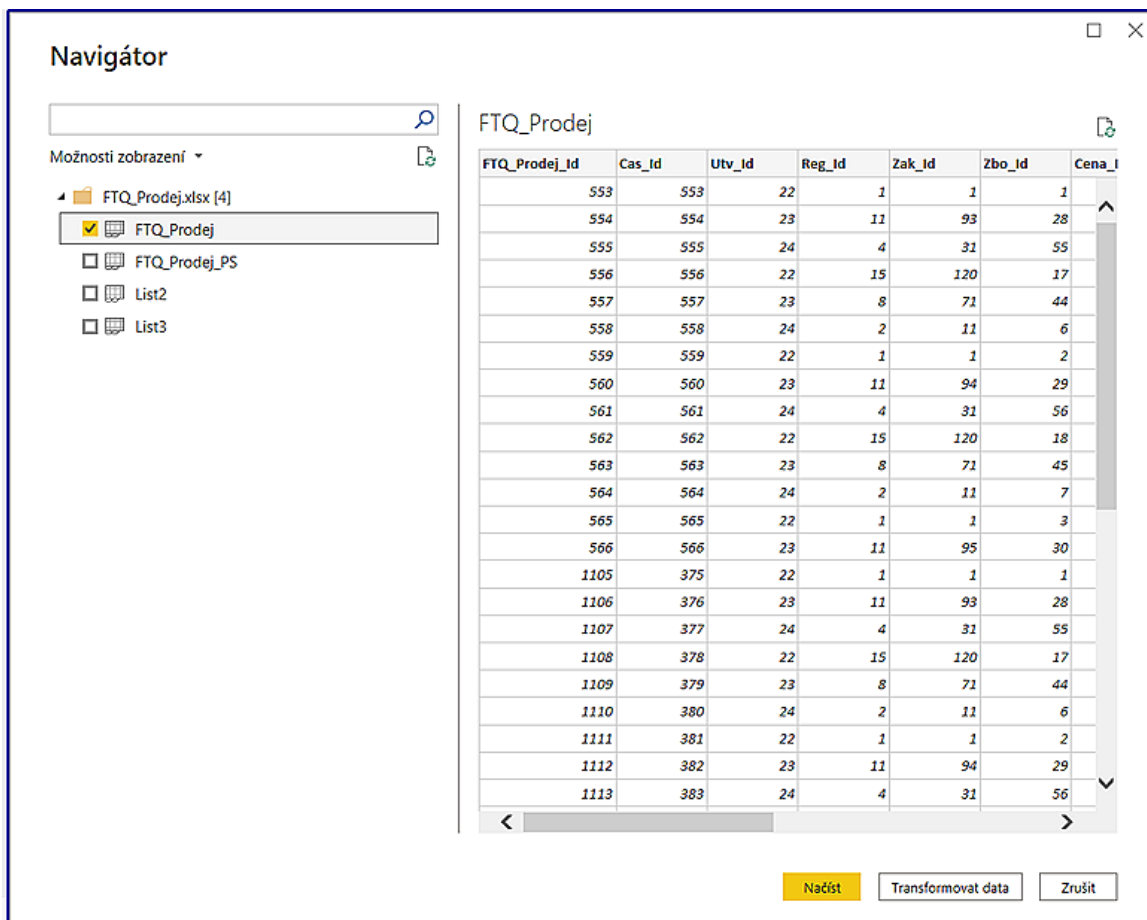 Navigátor
Možnosti zobrazení
FTQ_Prodej.xlsx [4]
FTQ_Prodej
FTQ_Prodej_PS
List2
List3
FTQ_Prodej
FTQ_Prodej_Id Cas_Id Utv_Id Reg_Id Zak_Id Zbo_Id Cena_I
553 553 22 1 1 1
554 554 23 11 93 28
555 555 24 4 31 55
556 556 22 15 120 17
557 557 23 8 71 44
558 558 24 2 11 6
559 559 22 1 1 2
560 560 23 11 94 29
561 561 24 4 31 56
562 562 22 15 120 18
563 563 23 8 71 45
564 564 24 2 11 7
565 565 22 1 1 3
566 566 23 11 95 30
1105 375 22 1 1 1
1106 376 23 11 93 28
1107 377 24 4 31 55
1108 378 22 15 120 17
1109 379 23 8 71 44
1110 380 24 2 11 6
1111 381 22 1 1 2
1112 382 23 11 94 29
1113 383 24 4 31 56
Načíst Transformovat data Zrušit